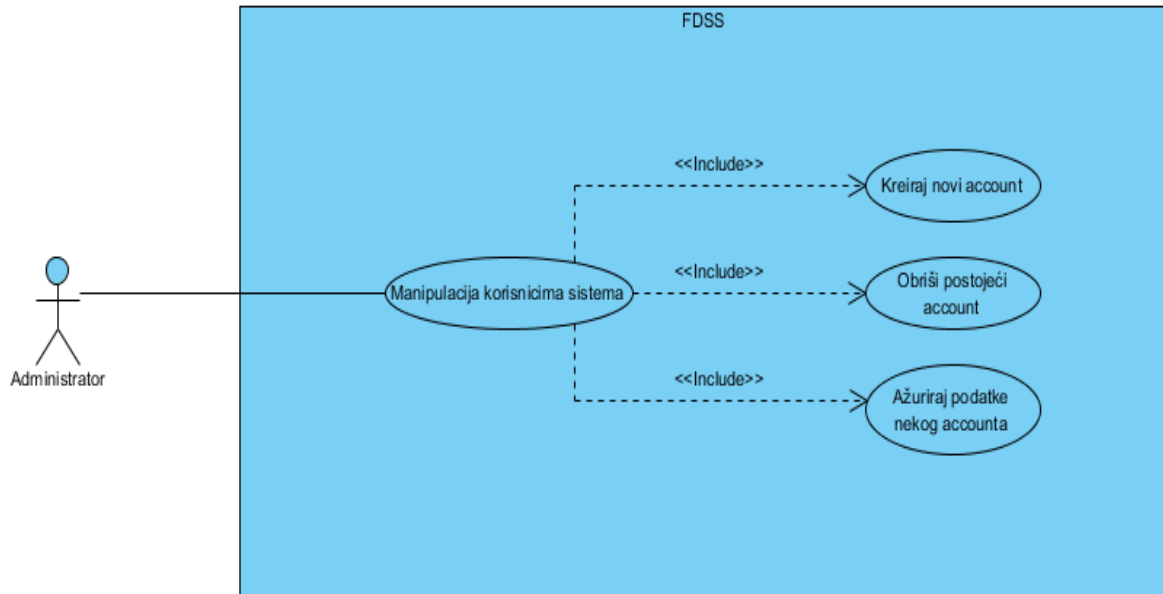 FDSS
<<Include>>
Kreiraj novi account
Administrator
Manipulacija korisnicima sistema
<<Include>>
Obriši postojeći
account
<<Include>>
Ažuriraj podatke
nekog accounta